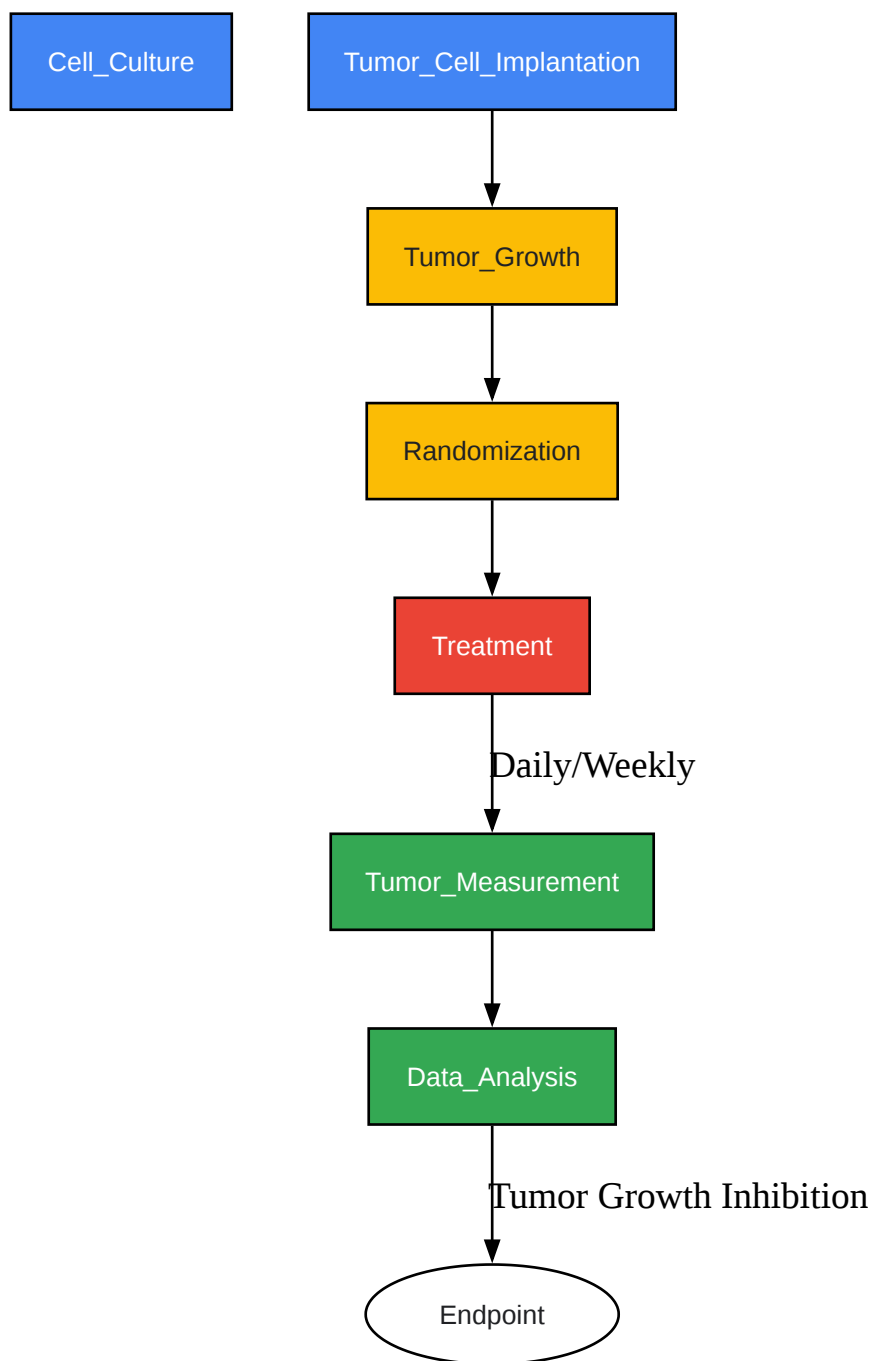 Cell_Culture
Tumor_Cell_Implantation
Tumor_Growth
Randomization
Treatment
Daily/Weekly
Tumor_Measurement
Data_Analysis
Tumor Growth Inhibition
Endpoint